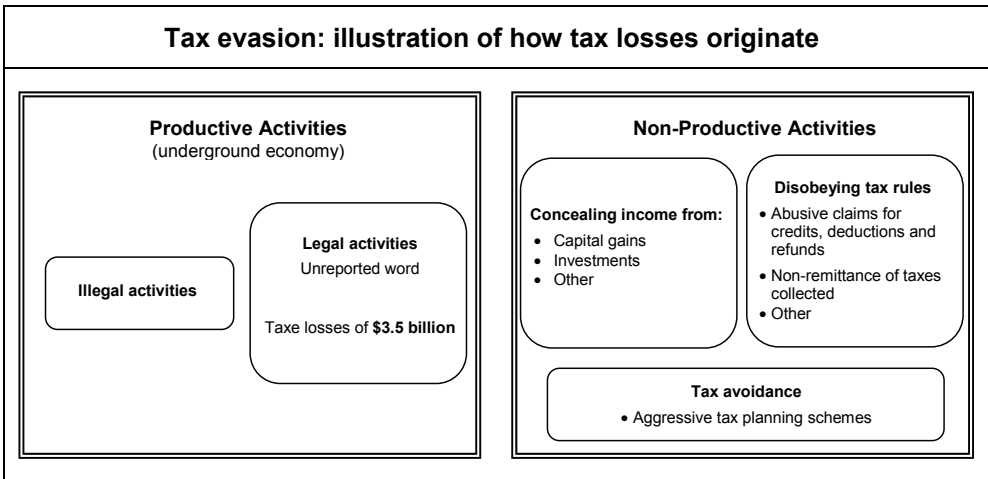 Tax evasion: illustration of how tax losses originate
Productive Activities
(underground economy)
Illegal activities
Legal activities
Unreported word
Taxe losses of $3.5 billion
Non-Productive Activities
Concealing income from:
• Capital gains
• Investments
• Other
Disobeying tax rules
• Abusive claims for
credits, deductions and
refunds
• Non-remittance of taxes
collected
• Other
Tax avoidance
• Aggressive tax planning schemes